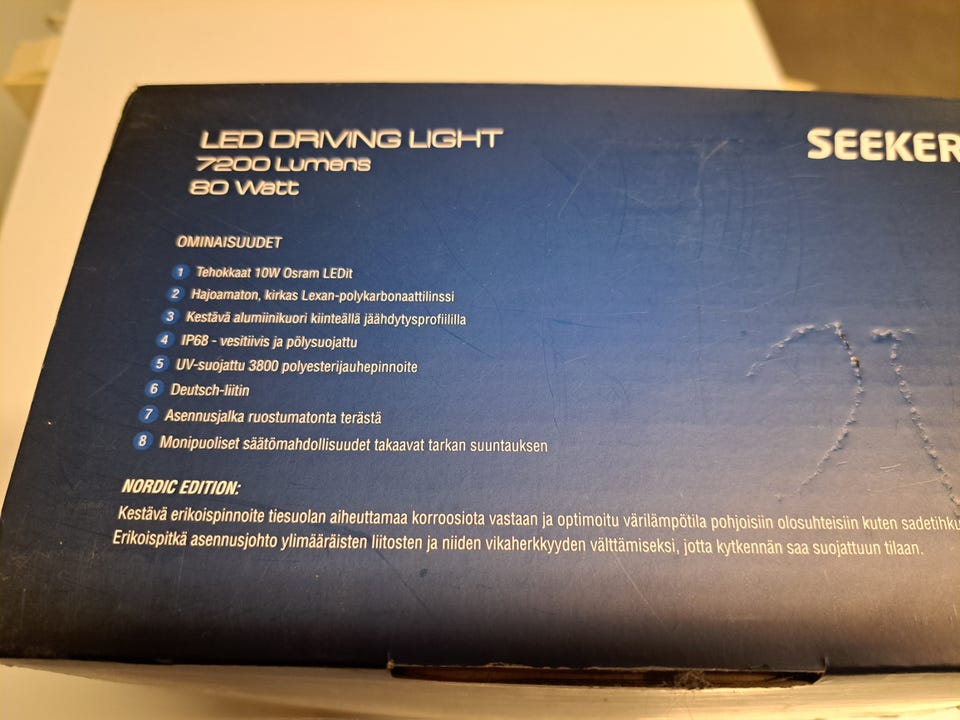 LED DRIVING LIGHT
7200 Lumens
80 Watt
SEEKER
OMINAISUUDET
1 Tehokkaat 10W Osram LEDit
2 Hajoamaton, kirkas Lexan-polykarbonaattilinssi
3 Kestävä alumiinikuori kiinteällä jäähdytysprofiililla
4 IP68 - vesitiivis ja pölysuojattu
5 UV-suojattu 3800 polyesterijauhepinnoite
6 Deutsch-liitin
7 Asennusjalka ruostumatonta terästä
8 Monipuoliset säätömahdollisuudet takaavat tarkan suuntauksen
NORDIC EDITION:
Kestävä erikoispinnoite tiesuolan aiheuttamaa korroosiota vastaan ja optimoitu värilämpötila pohjoisiin olosuhteisiin kuten sadetihku
Erikoispitkä asennusjohto ylimääräisten liitosten ja niiden vikaherkkyyden välttämiseksi, jotta kytkennän saa suojattuun tilaan.